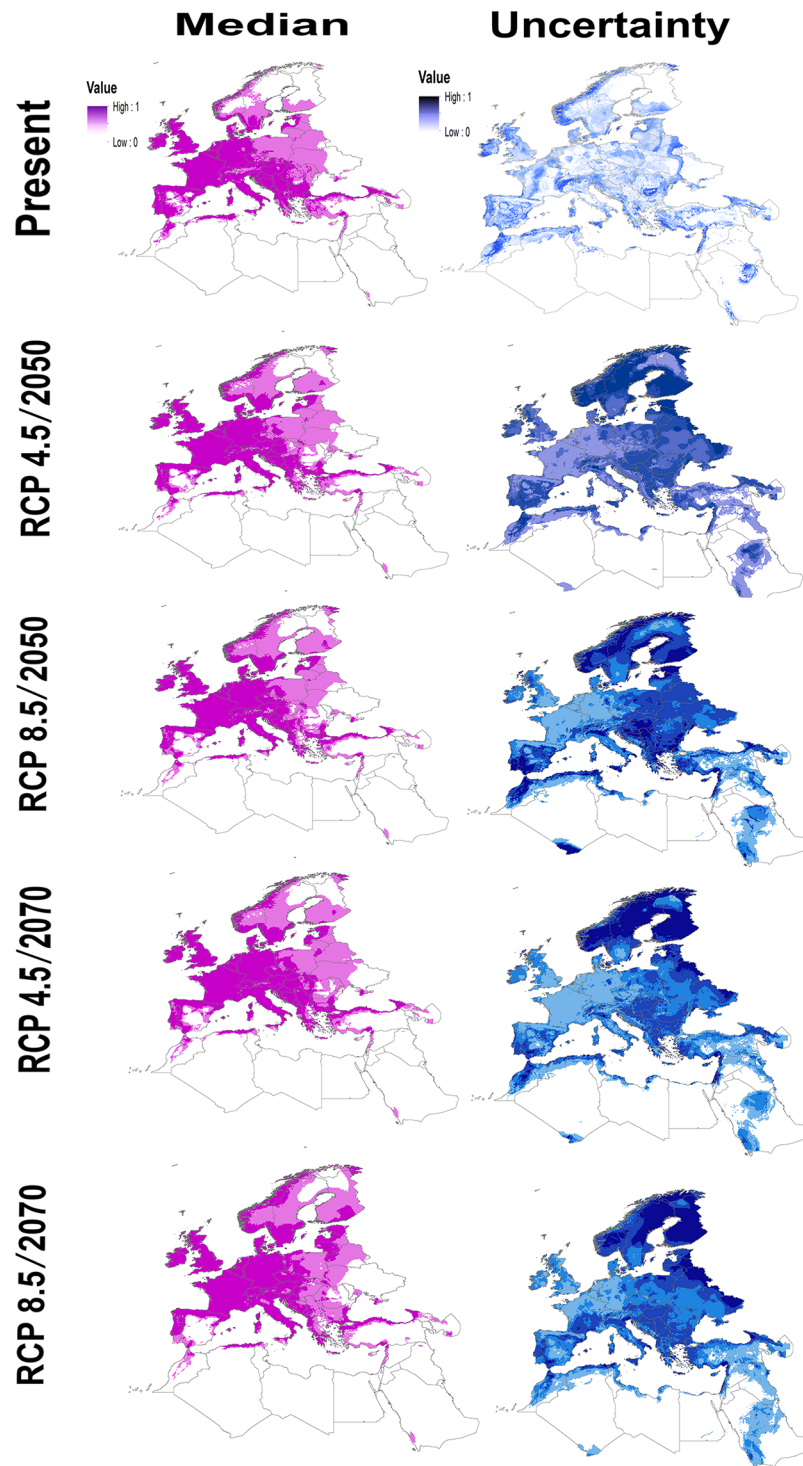 Median
Uncertainty
Present
Value
High : 1
Low : 0
Value
High : 1
Low : 0
RCP 4.5/2050
RCP 8.5/2050
RCP 4.5/2070
RCP 8.5/2070